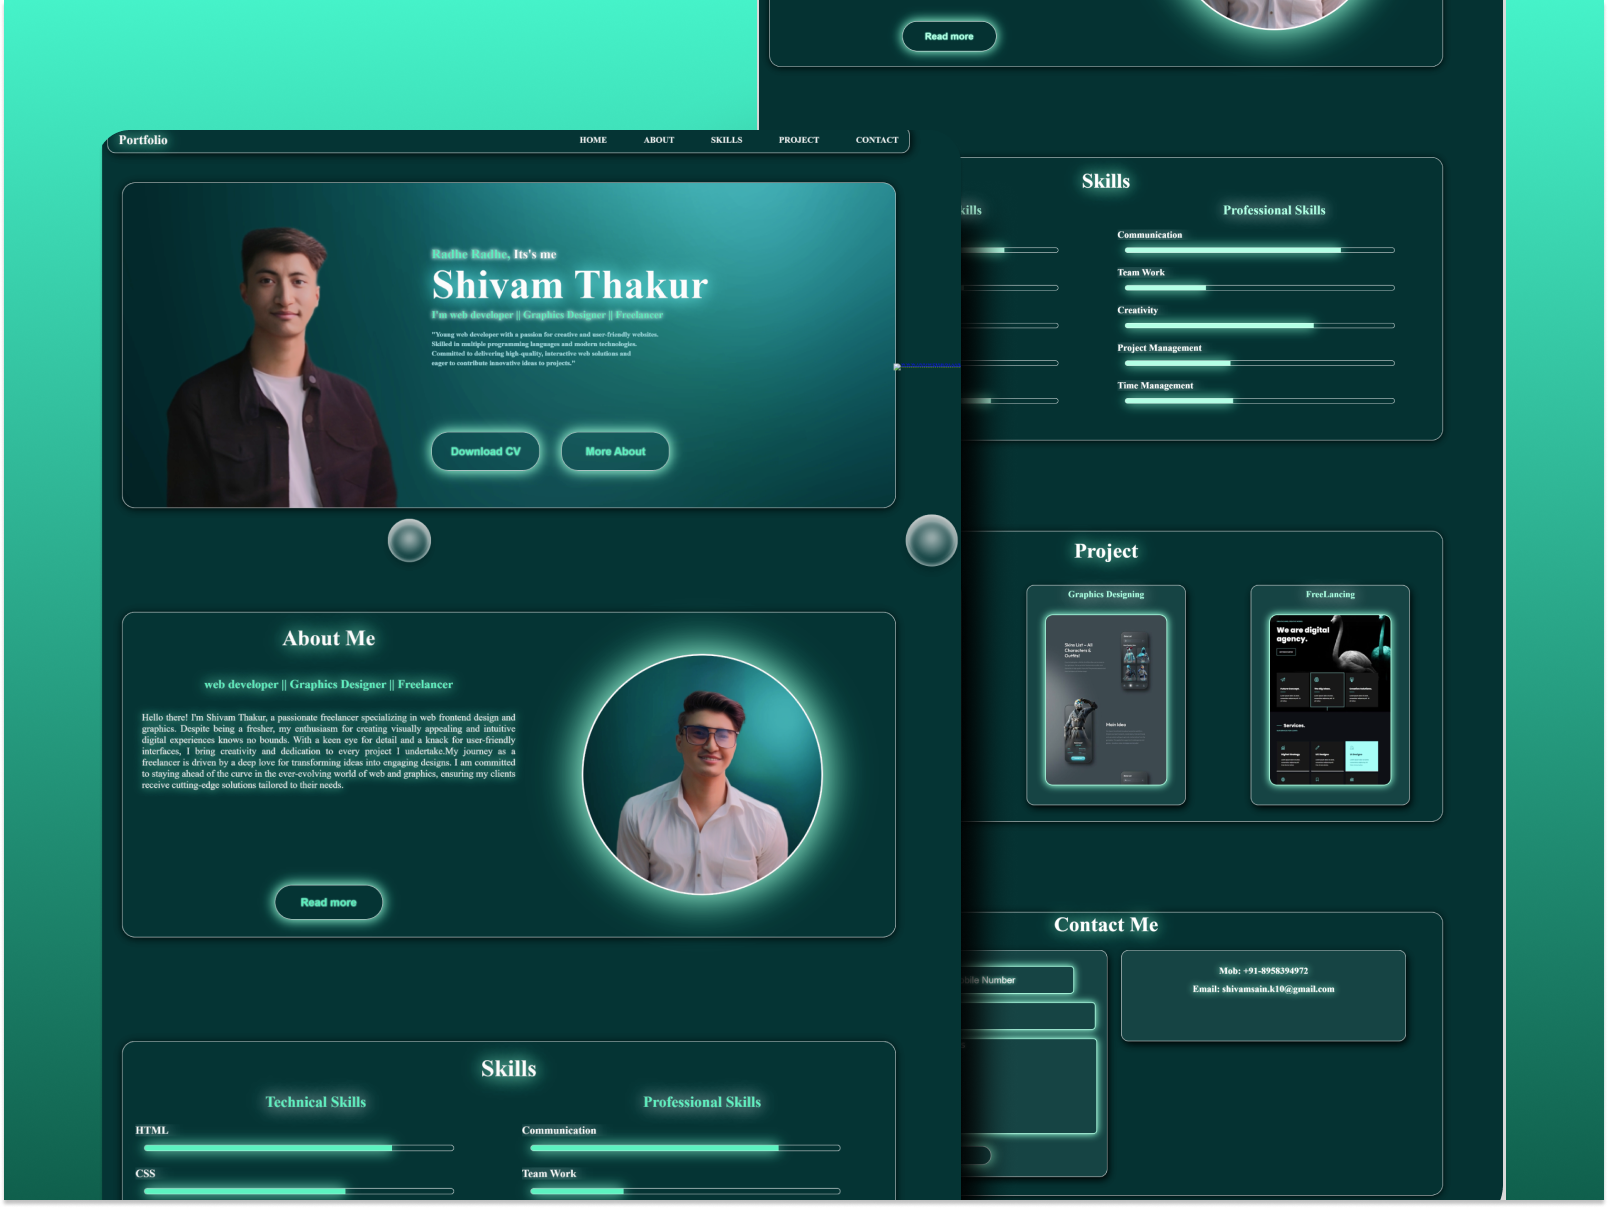 Read more
Portfolio
HOME
ABOUT
SKILLS
PROJECT
CONTACT
Radhe Radhe, Its's me
Shivam Thakur
I'm web developer || Graphics Designer || Freelancer
"Young web developer with a passion for creative and user-friendly websites.
Skilled in multiple programming languages and modern technologies.
Committed to delivering high-quality, interactive web solutions and
eager to contribute innovative ideas to projects."
Download CV
More About
About Me
web developer || Graphics Designer || Freelancer
Hello there! I'm Shivam Thakur, a passionate freelancer specializing in web frontend design and
graphics. Despite being a fresher, my enthusiasm for creating visually appealing and intuitive
digital experiences knows no bounds. With a keen eye for detail and a knack for user-friendly
interfaces, I bring creativity and dedication to every project I undertake.My journey as a
freelancer is driven by a deep love for transforming ideas into engaging designs. I am committed
to staying ahead of the curve in the ever-evolving world of web and graphics, ensuring my clients
receive cutting-edge solutions tailored to their needs.
Read more
Skills
Technical Skills
HTML
CSS
Professional Skills
Communication
Team Work
Skills
kills
Professional Skills
Communication
Team Work
Creativity
Project Management
Time Management
Project
Graphics Designing
Skins List – All
Characters &
Outfits!
Main Idea
FreeLancing
We are digital
agency.
Services.
Contact Me
bile Number
Mob: +91-8958394972
Email: shivamsain.k10@gmail.com